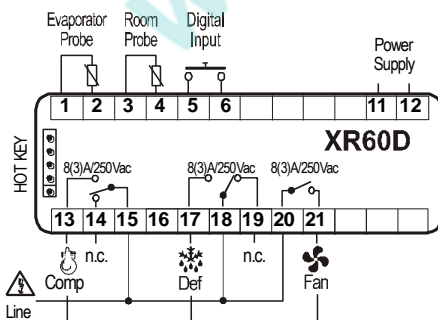 Evaporator Probe
Room Probe
Digital Input
Power Supply
1 2 3 4 5 6 11 12
XR60D
HOT KEY
8(3)A/250Vac 8(3)A/250Vac 8(3)A/250Vac
13 14 15 16 17 18 19 20 21
n.c. n.c.
Comp Def Fan
Line